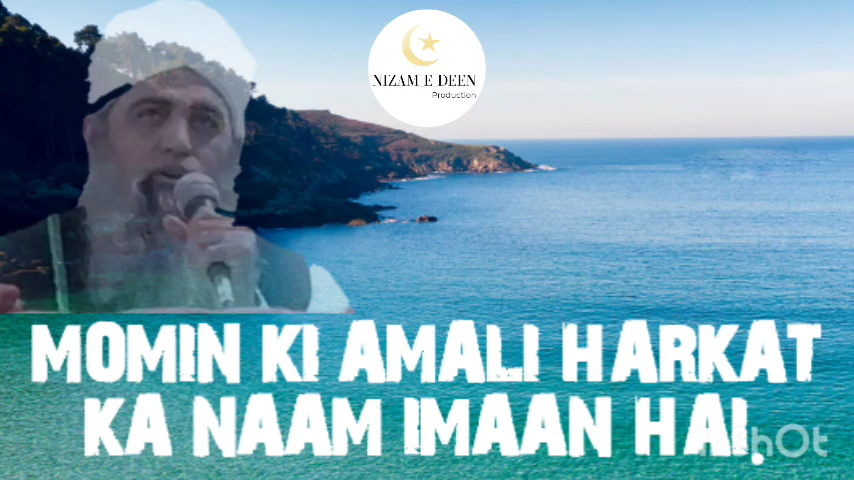 NIZAM E DEEN
Production
MOMIN KI AMALI HARKAT
KA NAAM IMAAN HAI.